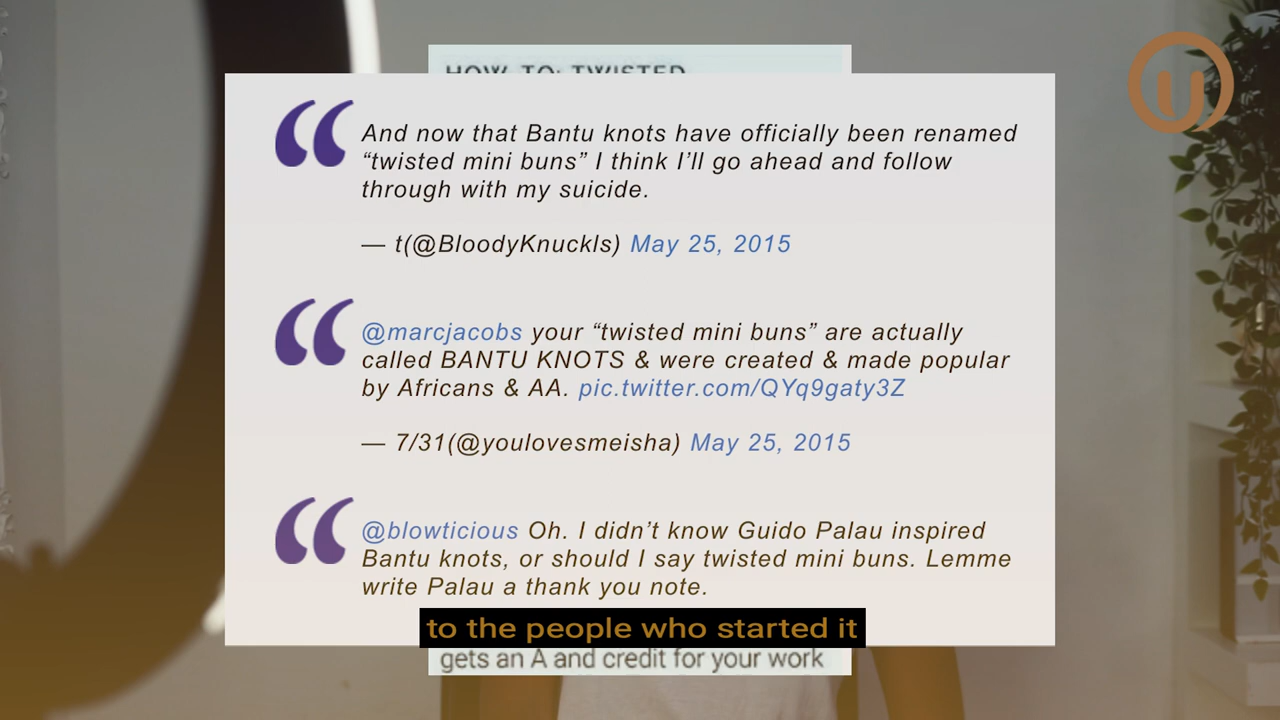 HOW-TO: TWISTED
And now that Bantu knots have officially been renamed
“twisted mini buns” I think I’ll go ahead and follow
through with my suicide.
— t(@BloodyKnuckls) May 25, 2015
@marcjacobs your “twisted mini buns” are actually
called BANTU KNOTS & were created & made popular
by Africans & AA. pic.twitter.com/QYq9gaty3Z
— 7/31(@youlovesmeisha) May 25, 2015
@blowticious Oh. I didn’t know Guido Palau inspired
Bantu knots, or should I say twisted mini buns. Lemme
write Palau a thank you note.
to the people who started it
gets an A and credit for your work